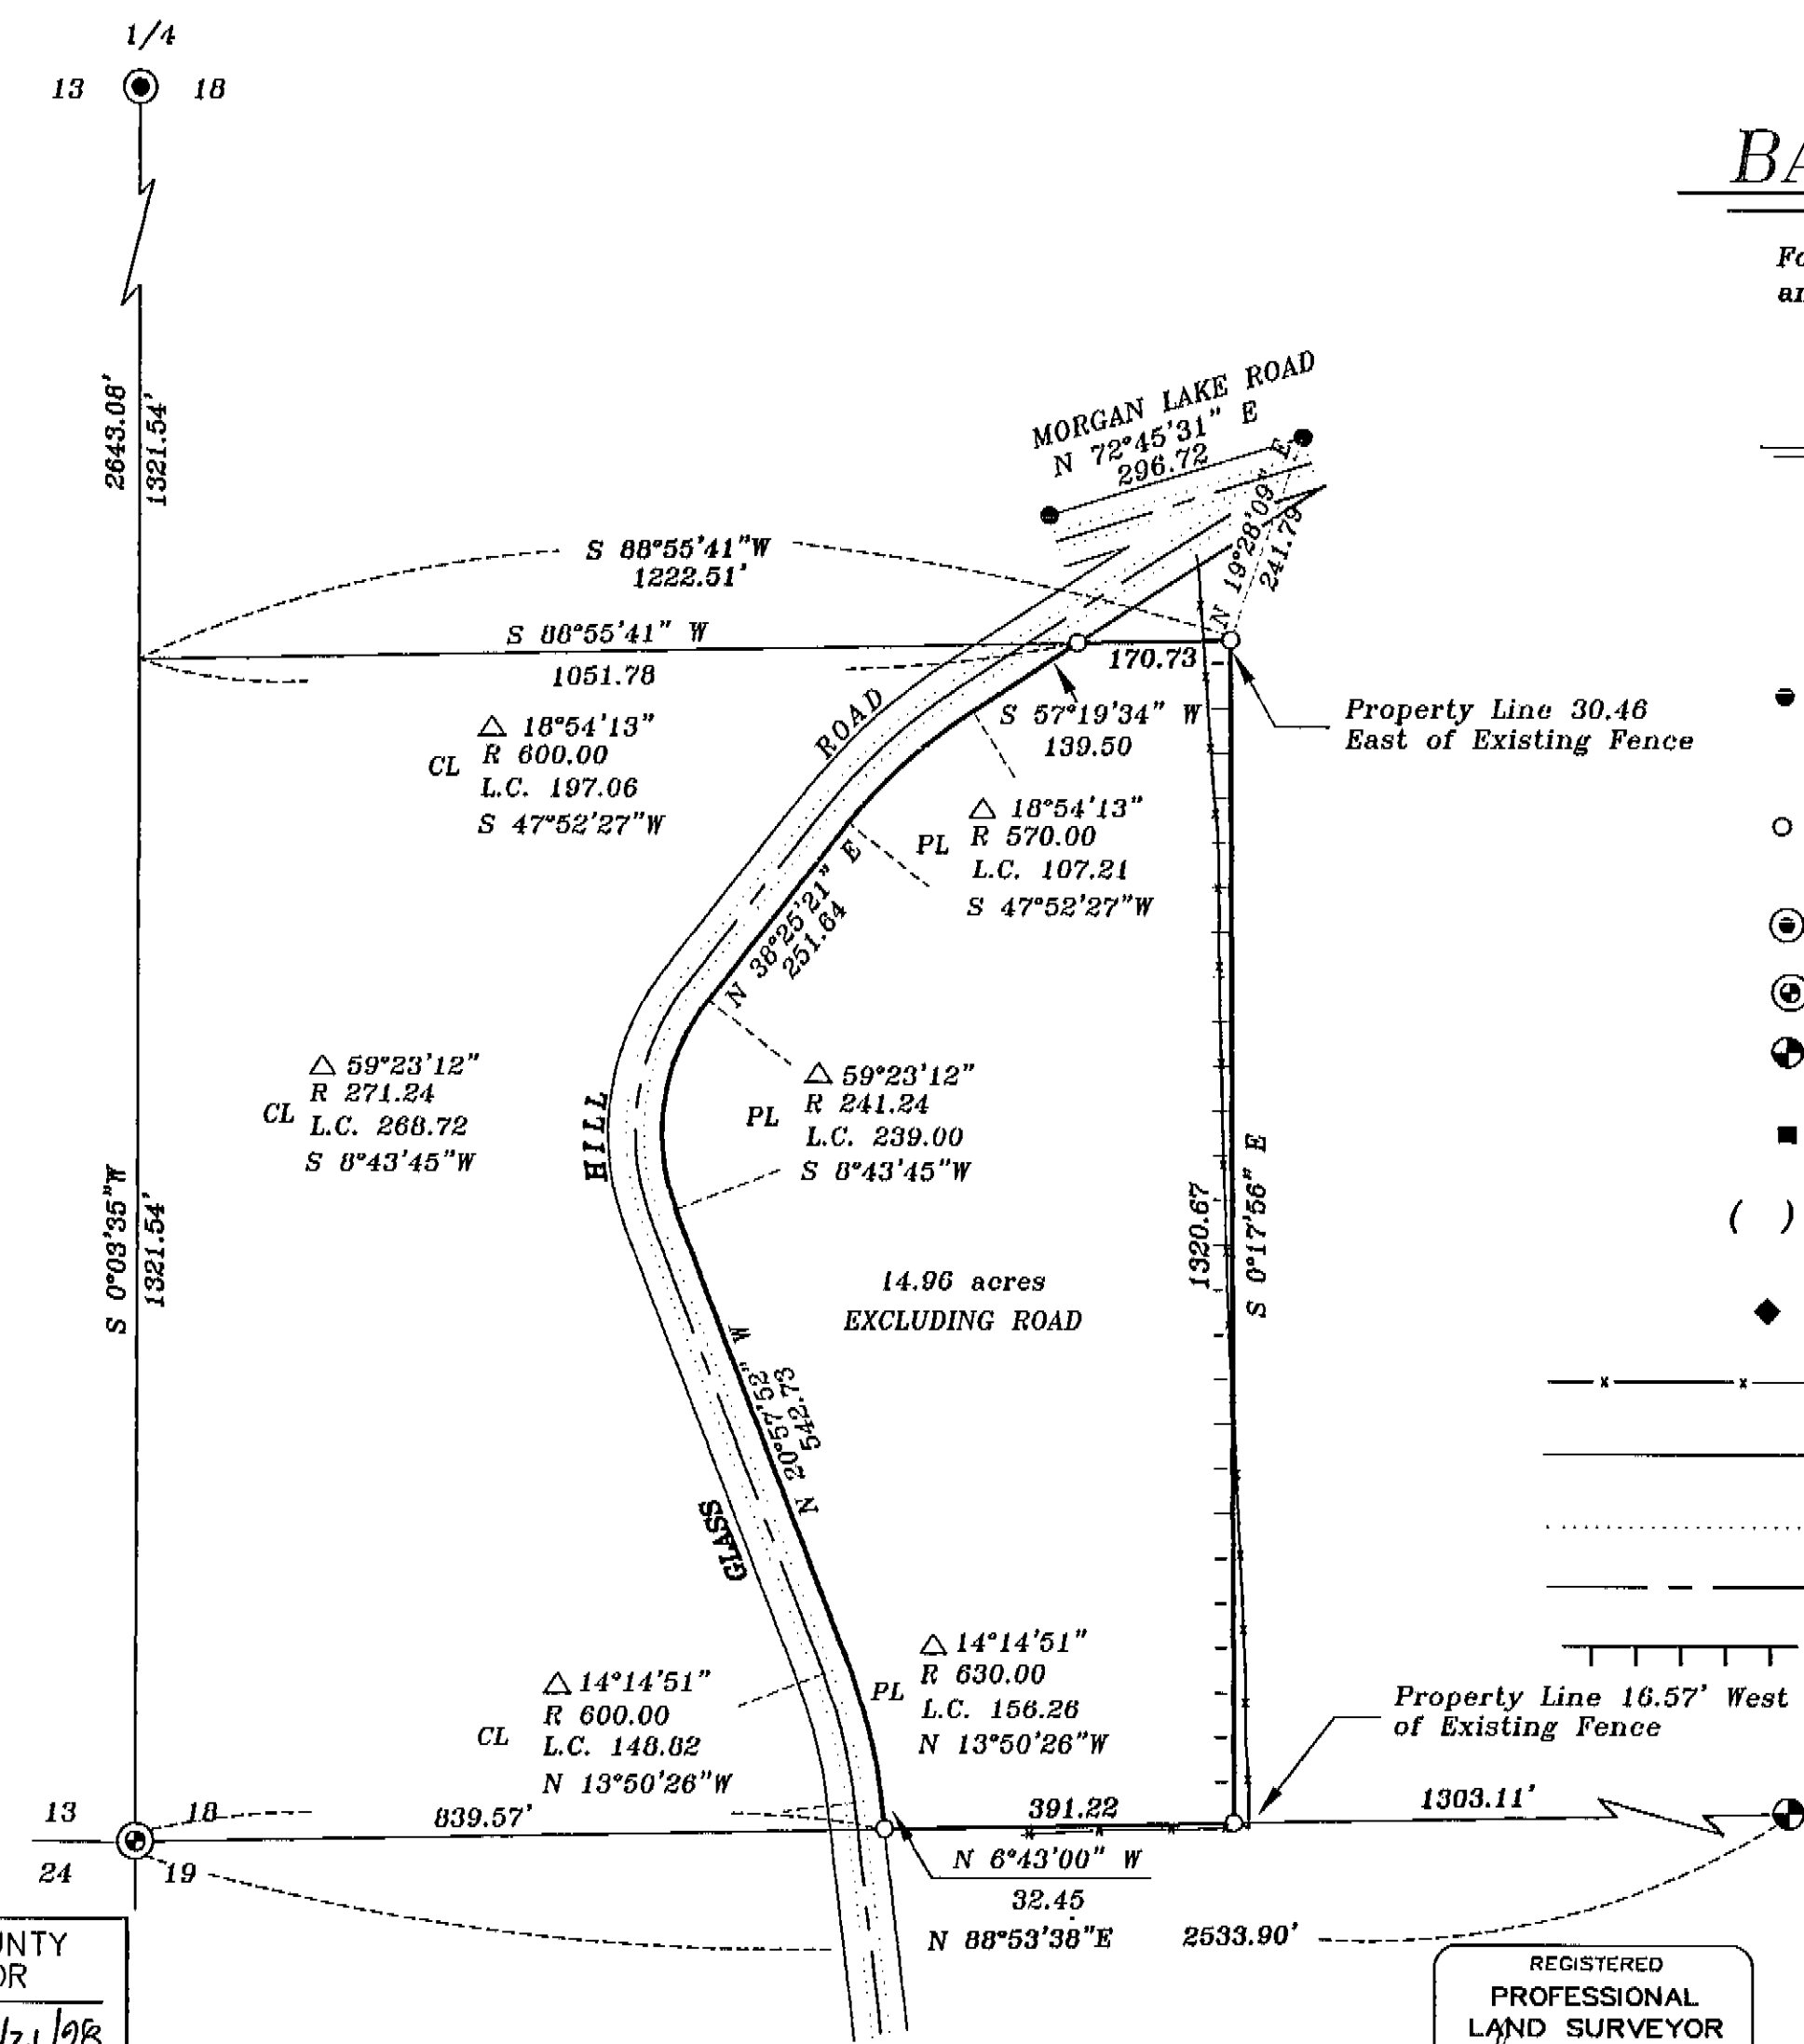 1/4
13 18
BA
Fo
an
2643.08'
1321.54'
MORGAN LAKE ROAD
N 72°45'31" E
296.72
N 19°28'09" E
241.79
S 88°55'41"W
1222.51'
S 88°55'41" W
1051.78
170.73
S 57°19'34" W
139.50
Property Line 30.46
East of Existing Fence
△ 18°54'13"
CL R 600.00
L.C. 197.06
S 47°52'27"W
ROAD
△ 18°54'13"
PL R 570.00
L.C. 107.21
S 47°52'27"W
N 38°25'21" E
251.64
△ 59°23'12"
R 271.24
CL L.C. 268.72
S 8°43'45"W
HILL
△ 59°23'12"
PL R 241.24
L.C. 239.00
S 8°43'45"W
S 0°03'35"W
1321.54'
1320.67
S 0°17'56" E
( )
14.96 acres
EXCLUDING ROAD
N 20°57'52" W
542.73
GLASS
△ 14°14'51"
R 600.00
CL L.C. 148.82
N 13°50'26"W
△ 14°14'51"
PL R 630.00
L.C. 156.26
N 13°50'26"W
Property Line 16.57' West
of Existing Fence
13 18
839.57'
391.22
1303.11'
24 19
N 6°43'00" W
32.45
N 88°53'38"E 2533.90'
UNTY
OR
/21/98
REGISTERED
PROFESSIONAL
LAND SURVEYOR